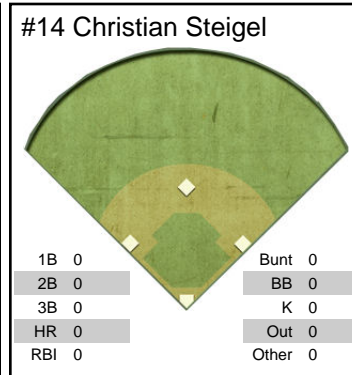 #14 Christian Steigel
1B 0 Bunt 0
2B 0 BB 0
3B 0 K 0
HR 0 Out 0
RBI 0 Other 0